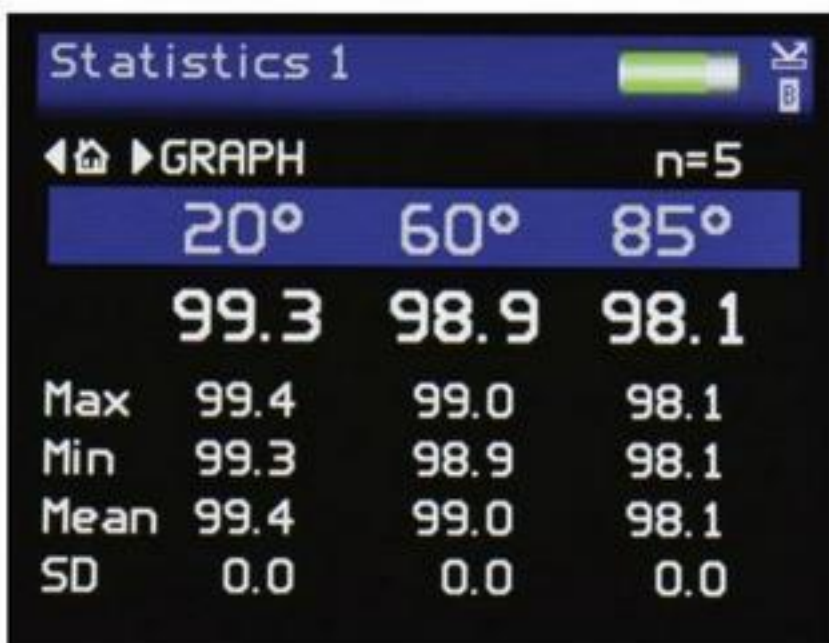 Statistics 1
B
GRAPH n=5
20° 60° 85°
99.3 98.9 98.1
Max 99.4 99.0 98.1
Min 99.3 98.9 98.1
Mean 99.4 99.0 98.1
SD 0.0 0.0 0.0